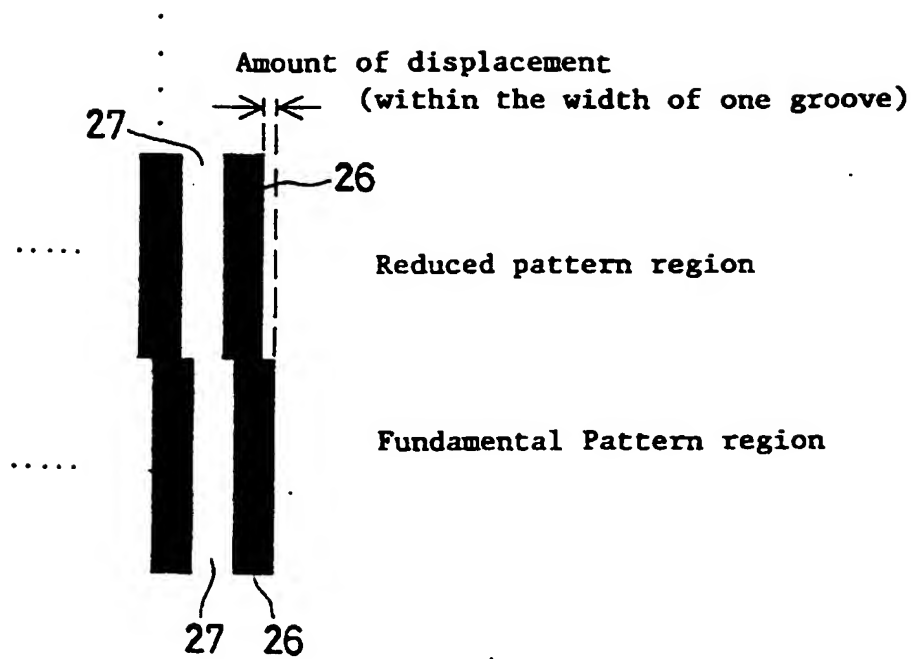 Amount of displacement
(within the width of one groove)
27
26
Reduced pattern region
Fundamental Pattern region
27
26